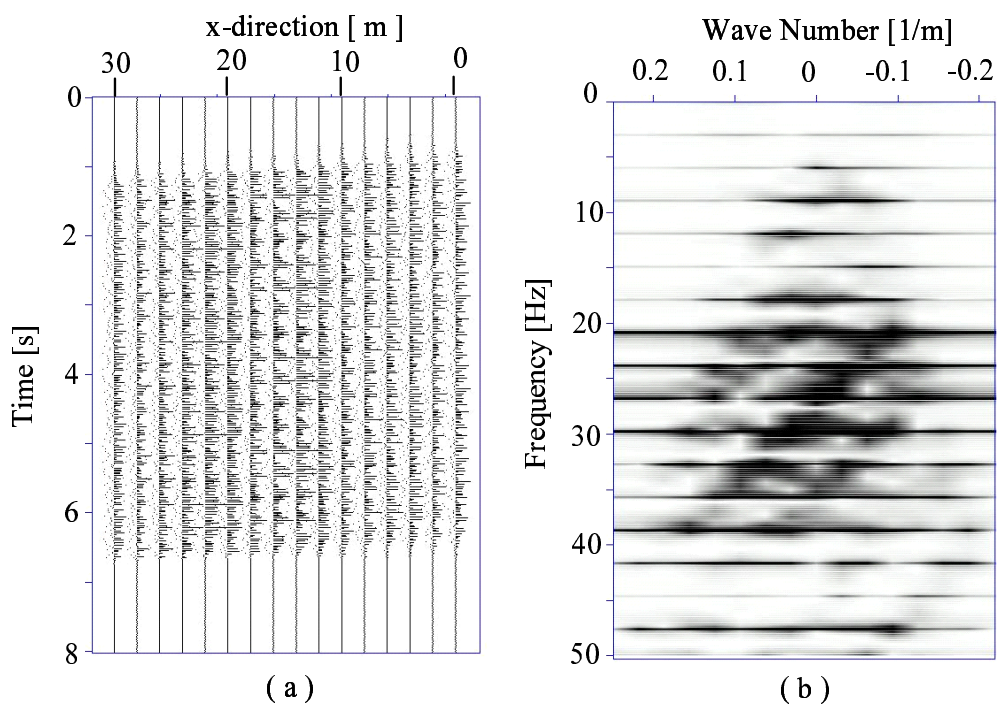 x-direction [ m ]
30 20 10 0
0
2
4
6
8
Time [s]
( a )
Wave Number [1/m]
0.2 0.1 0 -0.1 -0.2
0
10
20
30
40
50
Frequency [Hz]
( b )